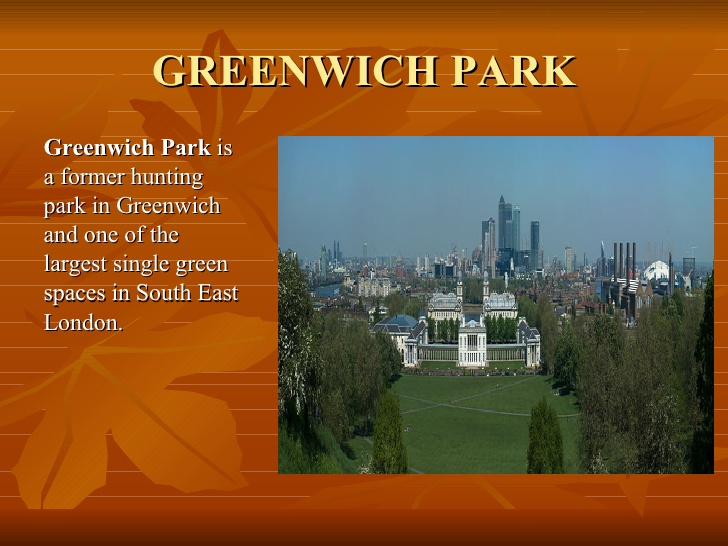 GREENWICH PARK
Greenwich Park is
a former hunting
park in Greenwich
and one of the
largest single green
spaces in South East
London.